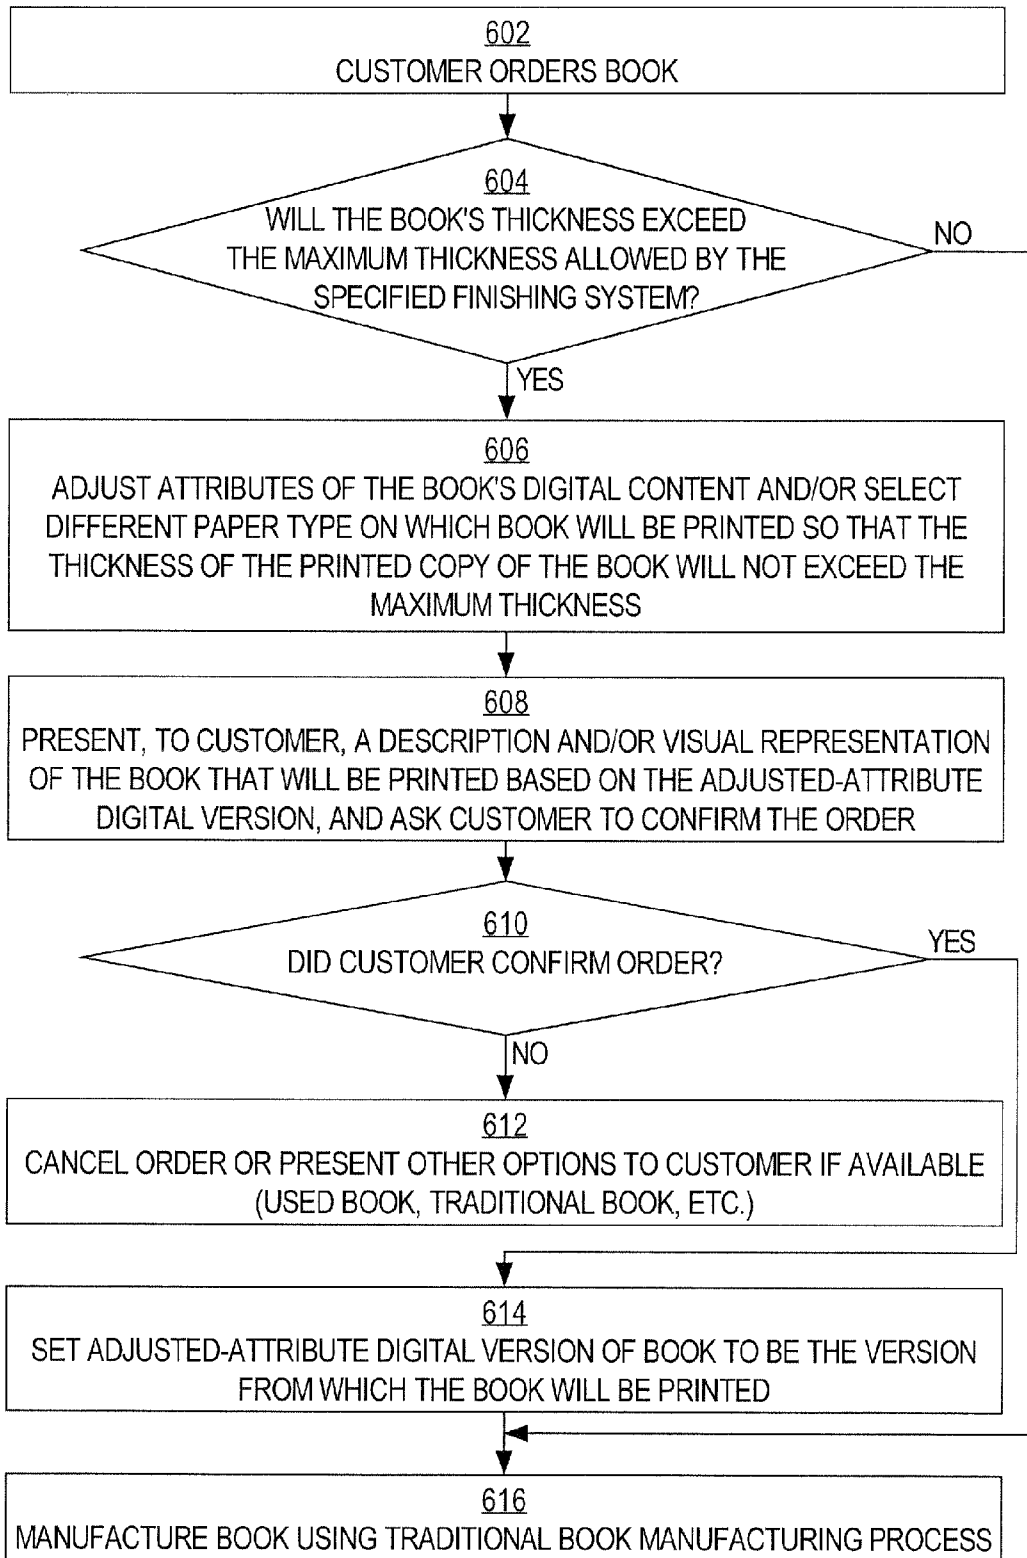 602
CUSTOMER ORDERS BOOK
604
WILL THE BOOK'S THICKNESS EXCEED
THE MAXIMUM THICKNESS ALLOWED BY THE
SPECIFIED FINISHING SYSTEM?
NO
YES
606
ADJUST ATTRIBUTES OF THE BOOK'S DIGITAL CONTENT AND/OR SELECT
DIFFERENT PAPER TYPE ON WHICH BOOK WILL BE PRINTED SO THAT THE
THICKNESS OF THE PRINTED COPY OF THE BOOK WILL NOT EXCEED THE
MAXIMUM THICKNESS
608
PRESENT, TO CUSTOMER, A DESCRIPTION AND/OR VISUAL REPRESENTATION
OF THE BOOK THAT WILL BE PRINTED BASED ON THE ADJUSTED-ATTRIBUTE
DIGITAL VERSION, AND ASK CUSTOMER TO CONFIRM THE ORDER
610
DID CUSTOMER CONFIRM ORDER?
YES
NO
612
CANCEL ORDER OR PRESENT OTHER OPTIONS TO CUSTOMER IF AVAILABLE
(USED BOOK, TRADITIONAL BOOK, ETC.)
614
SET ADJUSTED-ATTRIBUTE DIGITAL VERSION OF BOOK TO BE THE VERSION
FROM WHICH THE BOOK WILL BE PRINTED
616
MANUFACTURE BOOK USING TRADITIONAL BOOK MANUFACTURING PROCESS